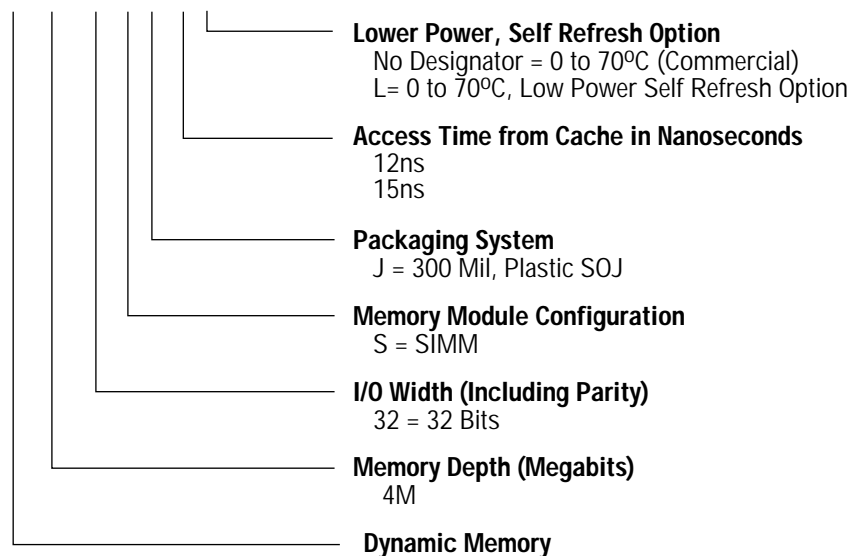 Lower Power, Self Refresh Option
No Designator = 0 to 70ºC (Commercial)
L= 0 to 70ºC, Low Power Self Refresh Option
Access Time from Cache in Nanoseconds
12ns
15ns
Packaging System
J = 300 Mil, Plastic SOJ
Memory Module Configuration
S = SIMM
I/O Width (Including Parity)
32 = 32 Bits
Memory Depth (Megabits)
4M
Dynamic Memory